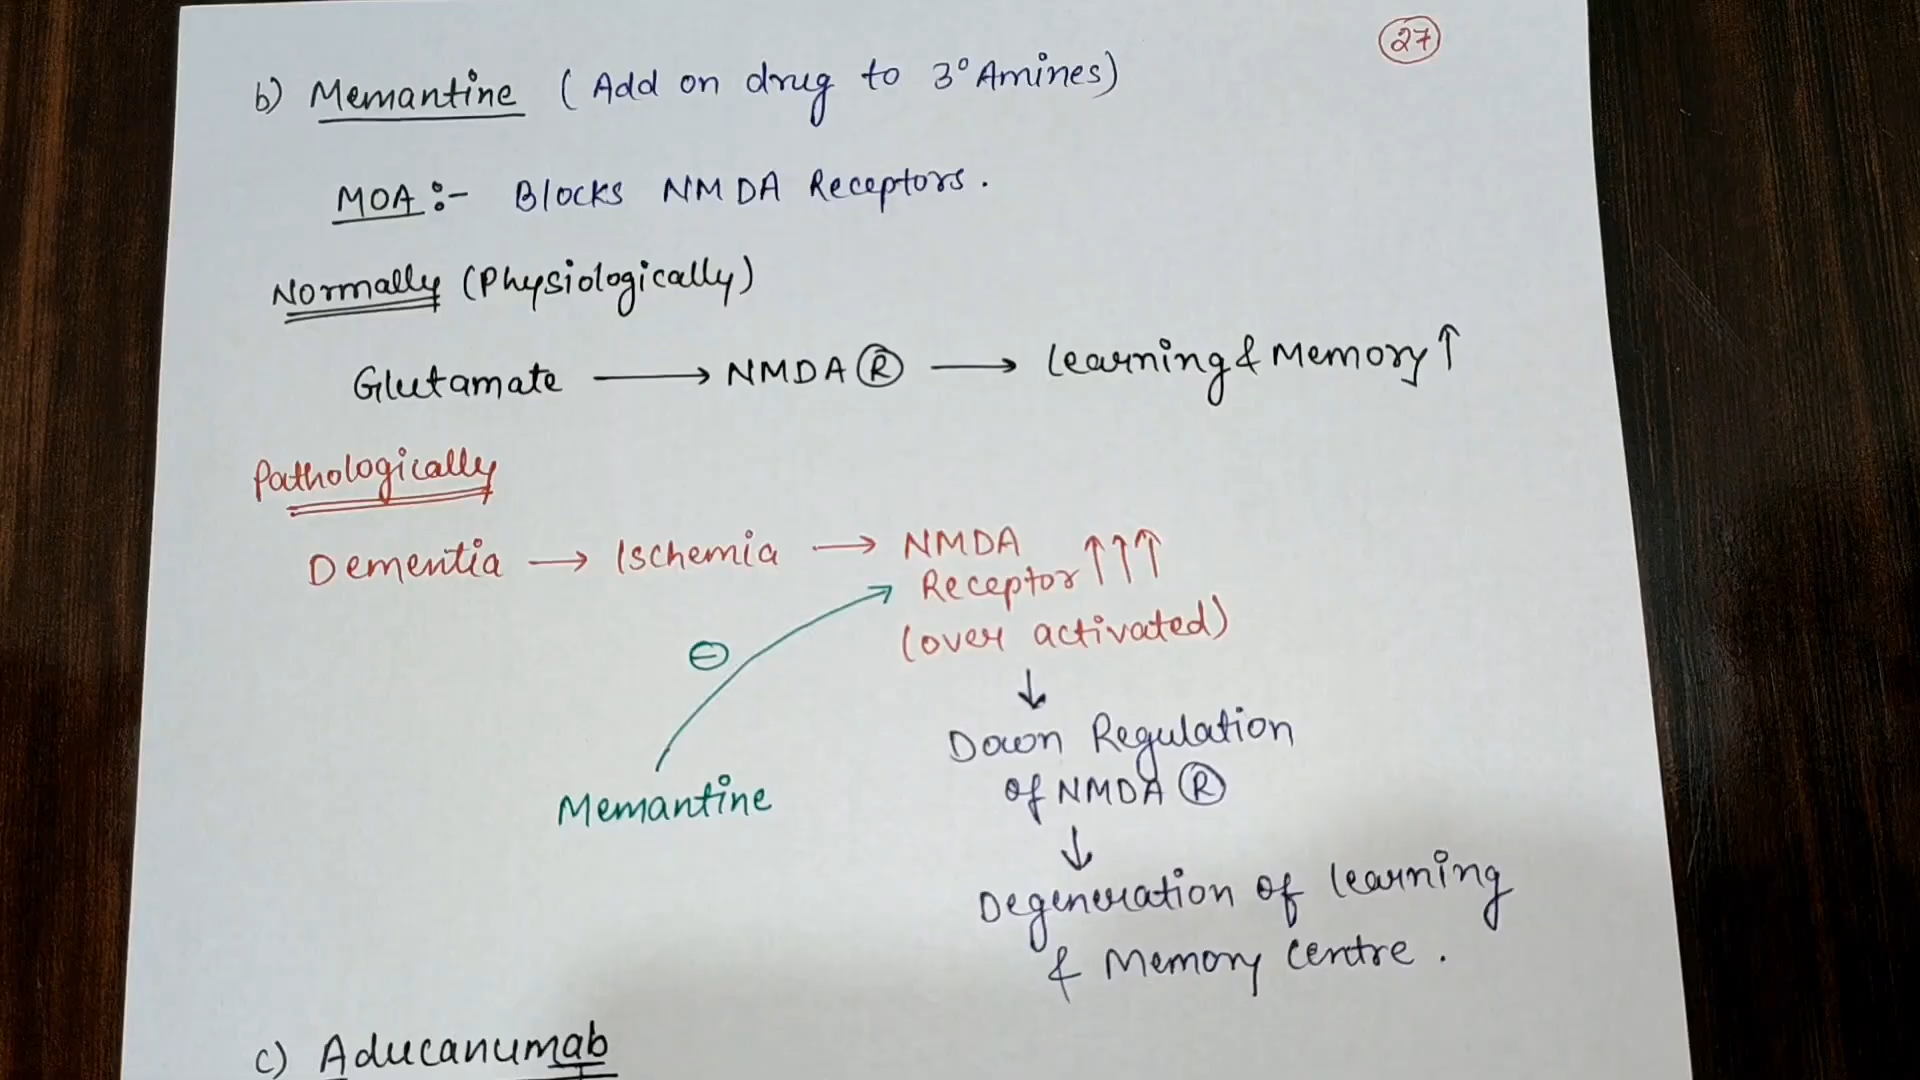 27
b) Memantine (Add on drug to 3° Amines)
MOA :- Blocks NMDA Receptors.
Normally (Physiologically)
Glutamate → NMDA Ⓡ → Learning & Memory ↑
Pathologically
Dementia → Ischemia → NMDA Receptor ↑↑↑
(over activated)
⊖
↓
Down Regulation
of NMDA Ⓡ
Memantine
↓
Degeneration of learning
& Memory centre.
c) Aducanumab